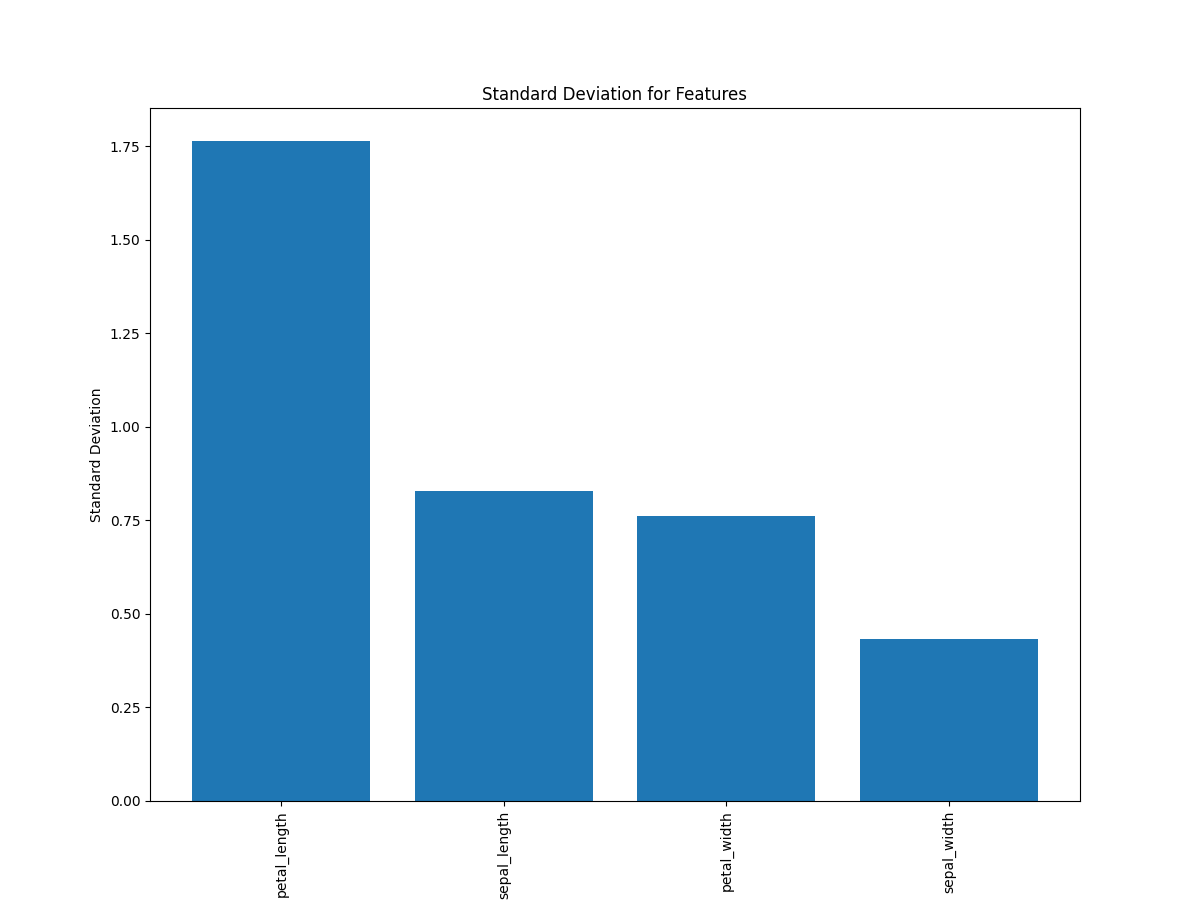 Standard Deviation for Features
1.75
1.50
1.25
1.00
0.75
0.50
0.25
0.00
Standard Deviation
petal_length
sepal_length
petal_width
sepal_width